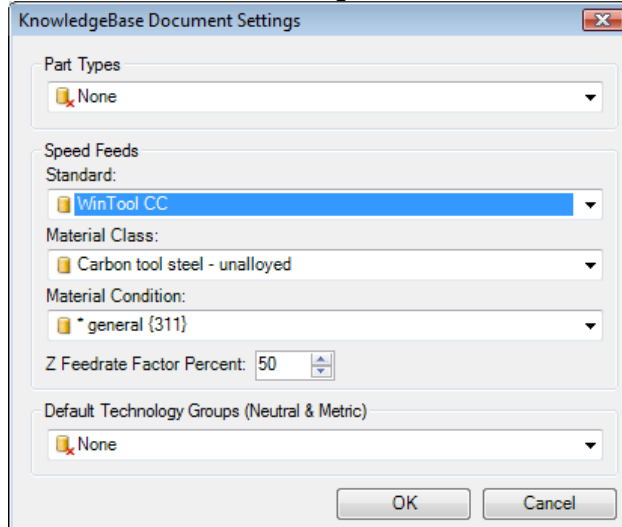 KnowledgeBase Document Settings
Part Types
None
Speed Feeds
Standard:
WinTool CC
Material Class:
Carbon tool steel - unalloyed
Material Condition:
* general {311}
Z Feedrate Factor Percent: 50
Default Technology Groups (Neutral & Metric)
None
OK Cancel